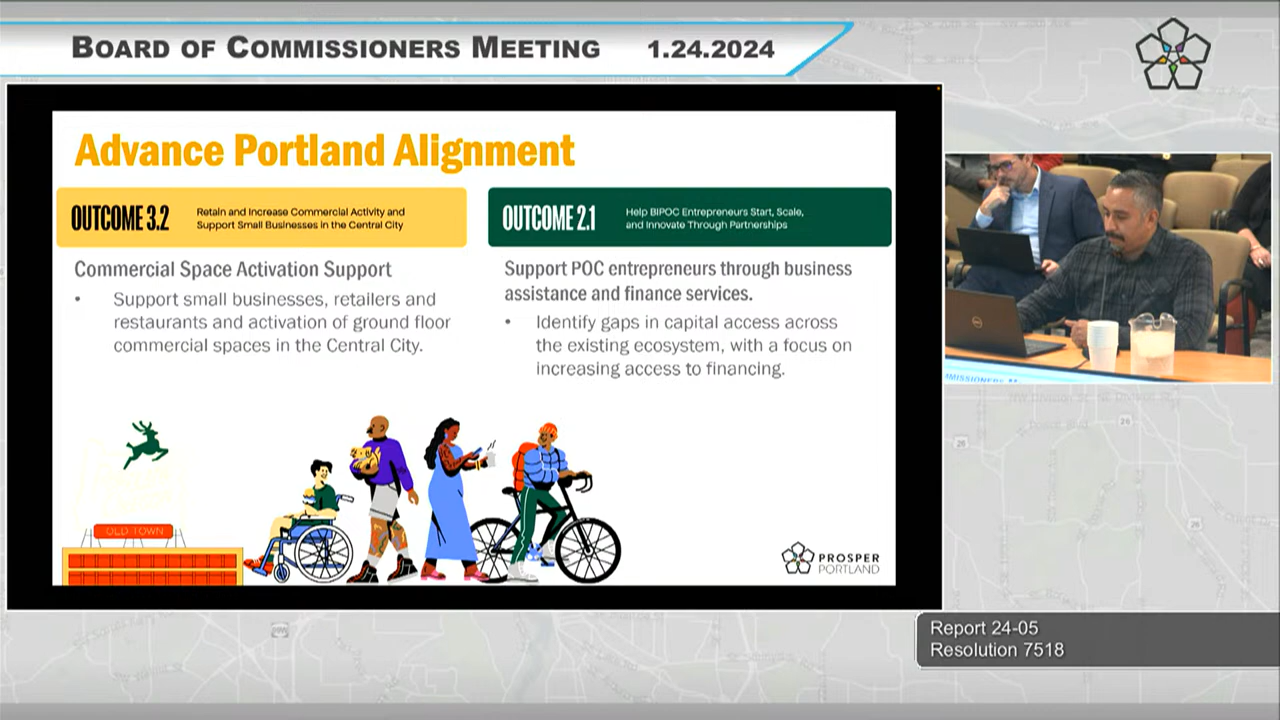 BOARD OF COMMISSIONERS MEETING 1.24.2024
Advance Portland Alignment
OUTCOME 3.2
Retain and Increase Commercial Activity and
Support Small Businesses in the Central City
OUTCOME 2.1
Help BIPOC Entrepreneurs Start, Scale,
and Innovate Through Partnerships
Commercial Space Activation Support
• Support small businesses, retailers and
restaurants and activation of ground floor
commercial spaces in the Central City.
Support POC entrepreneurs through business
assistance and finance services.
• Identify gaps in capital access across
the existing ecosystem, with a focus on
increasing access to financing.
OLD TOWN
PROSPER
PORTLAND
Report 24-05
Resolution 7518
26
26
26